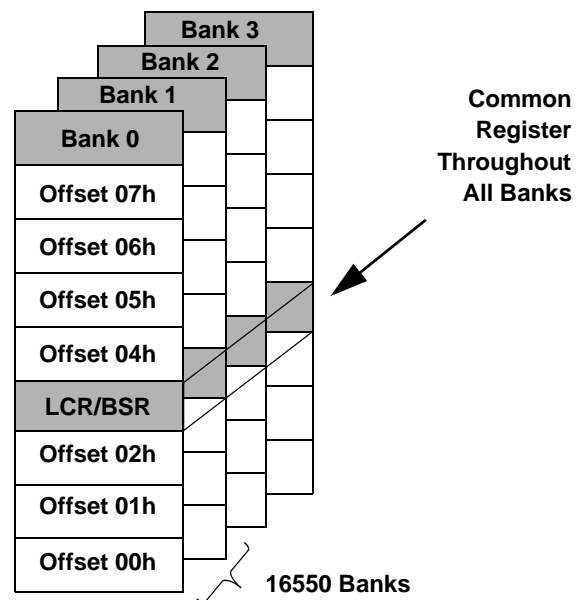 Bank 3
Bank 2
Bank 1
Bank 0
Offset 07h
Offset 06h
Offset 05h
Offset 04h
LCR/BSR
Offset 02h
Offset 01h
Offset 00h
Common
Register
Throughout
All Banks
16550 Banks